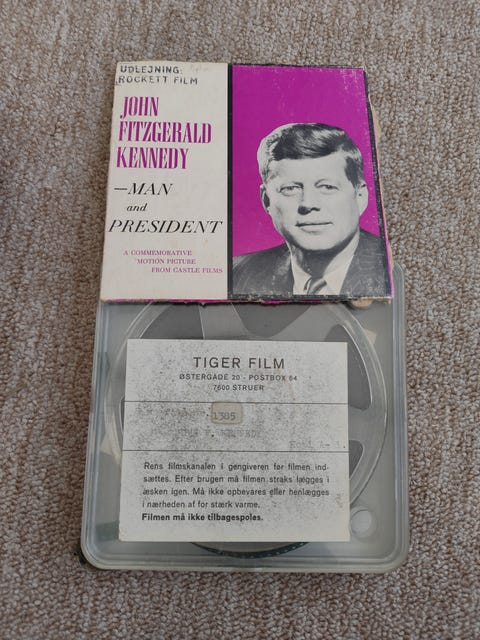 UDLEJNING:
ROCKETT FILM
JOHN
FITZGERALD
KENNEDY
—MAN
and
PRESIDENT
A COMMEMORATIVE
MOTION PICTURE
FROM CASTLE FILMS
TIGER FILM
ØSTERGADE 20 - POSTBOX 64
7600 STRUER
1385
KENNEDY
Rens filmskanalen i gengiveren før filmen ind-
sættes. Efter brugen må filmen straks lægges i
æsken igen. Må ikke opbevares eller henlægges
i nærheden af for stærk varme.
Filmen må ikke tilbagespoles.